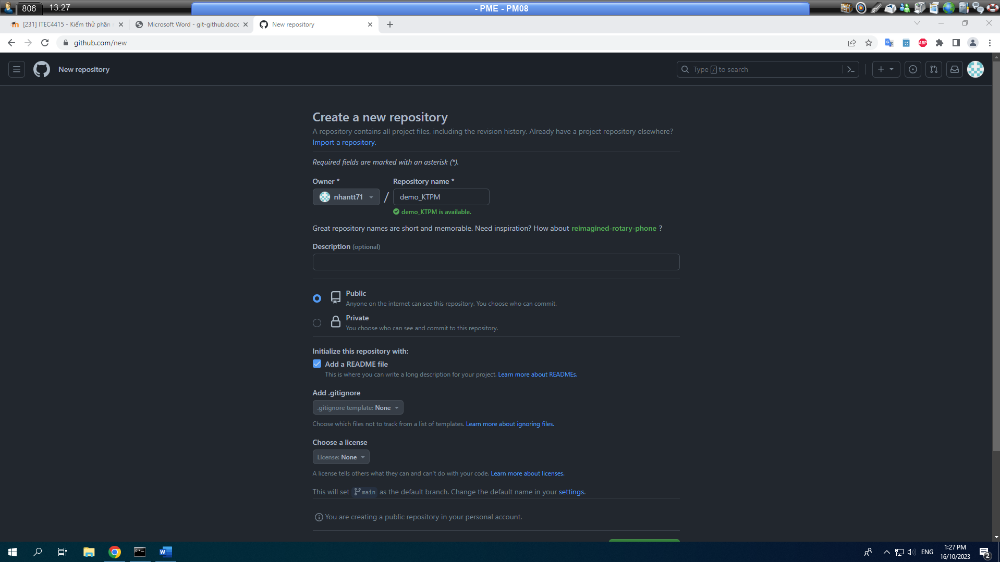 806
13:27
- PME - PM08
[231] ITEC4415 - Kiểm thử phần
Microsoft Word - git-github.docx
New repository
github.com/new
ABP
New repository
Type / to search
Create a new repository
A repository contains all project files, including the revision history. Already have a project repository elsewhere?
Import a repository.
Required fields are marked with an asterisk (*).
Owner *
Repository name *
nhantt71
/
demo_KTPM
demo_KTPM is available.
Great repository names are short and memorable. Need inspiration? How about reimagined-rotary-phone ?
Description (optional)
Public
Anyone on the internet can see this repository. You choose who can commit.
Private
You choose who can see and commit to this repository.
Initialize this repository with:
Add a README file
This is where you can write a long description for your project. Learn more about READMEs.
Add .gitignore
.gitignore template: None
Choose which files not to track from a list of templates. Learn more about ignoring files.
Choose a license
License: None
A license tells others what they can and can't do with your code. Learn more about licenses.
This will set main as the default branch. Change the default name in your settings.
You are creating a public repository in your personal account.
ENG
1:27 PM
16/10/2023
2